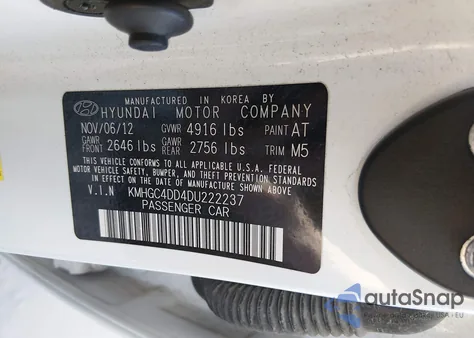 MANUFACTURED IN KOREA BY
HYUNDAI MOTOR COMPANY
NOV/06/12 GVWR 4916 lbs PAINT AT
GAWR FRONT 2646 lbs GAWR REAR 2756 lbs TRIM M5
THIS VEHICLE CONFORMS TO ALL APPLICABLE U.S.A. FEDERAL
MOTOR VEHICLE SAFETY, BUMPER, AND THEFT PREVENTION STANDARDS
IN EFFECT ON THE DATE OF MANUFACTURE SHOWN ABOVE.
V.I.N KMHGC4DD4DU222237
PASSENGER CAR
autoSnap